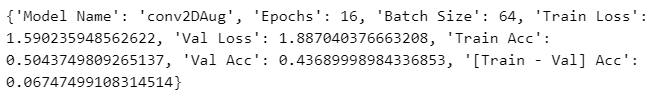 {'Model Name': 'conv2DAug', 'Epochs': 16, 'Batch Size': 64, 'Train Loss':
1.590235948562622, 'Val Loss': 1.887040376663208, 'Train Acc':
0.5043749809265137, 'Val Acc': 0.43689998984336853, '[Train - Val] Acc':
0.06747499108314514}